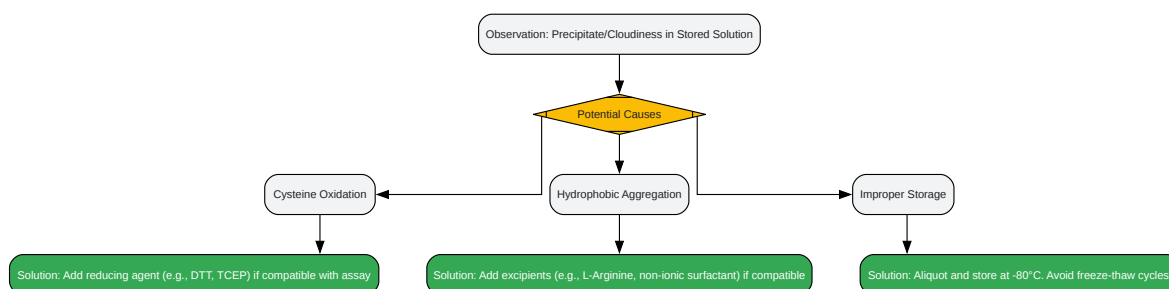 Observation: Precipitate/Cloudiness in Stored Solution
Potential Causes
Cysteine Oxidation
Hydrophobic Aggregation
Improper Storage
Solution: Add reducing agent (e.g., DTT, TCEP) if compatible with assay
Solution: Add excipients (e.g., L-Arginine, non-ionic surfactant) if compatible
Solution: Aliquot and store at -80°C. Avoid freeze-thaw cycles